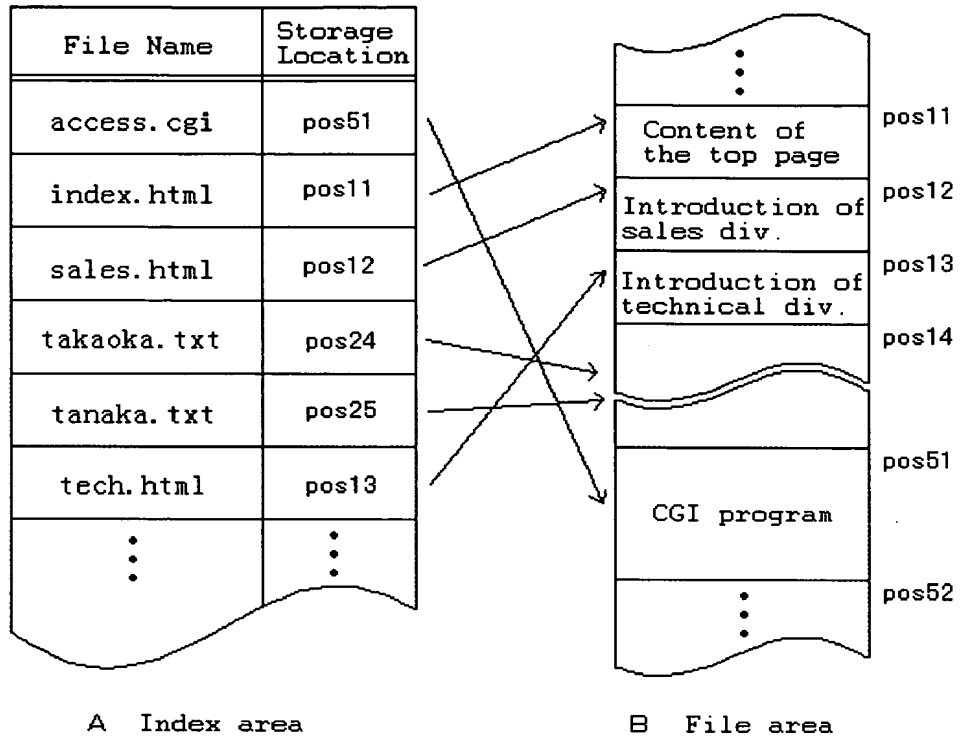 File Name
Storage
Location
access.cgi
pos51
index.html
pos11
sales.html
pos12
takaoka.txt
pos24
tanaka.txt
pos25
tech.html
pos13
A Index area
Content of
the top page
pos11
Introduction of
sales div.
pos12
Introduction of
technical div.
pos13
pos14
CGI program
pos51
pos52
B File area